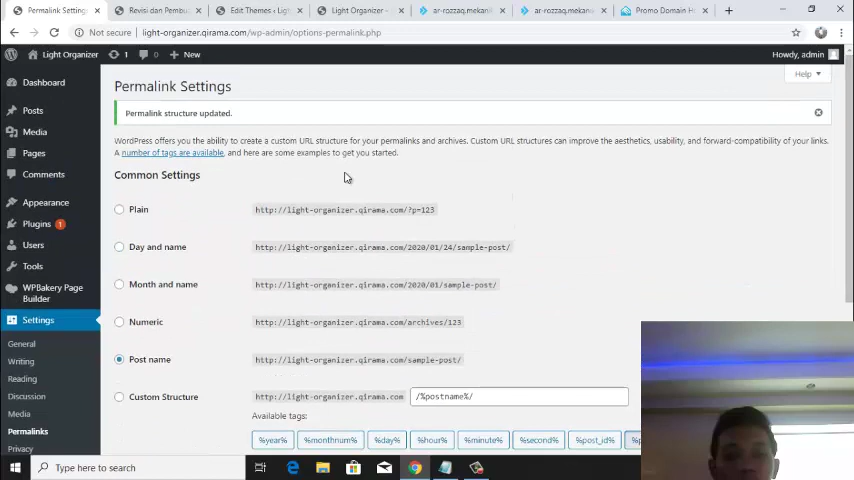 Permalink Settings
Revisi dan Pembua
Edit Themes ‹ Ligh
Light Organizer –
ar-rozzaq.mekani
ar-rozzaq.mekani
Promo Domain H
Not secure
light-organizer.qirama.com/wp-admin/options-permalink.php
Light Organizer
1
0
New
Howdy, admin
Help
Dashboard
Posts
Media
Pages
Comments
Appearance
Plugins 1
Users
Tools
WPBakery Page
Builder
Settings
General
Writing
Reading
Discussion
Media
Permalinks
Privacy
Permalink Settings
Permalink structure updated.
WordPress offers you the ability to create a custom URL structure for your permalinks and archives. Custom URL structures can improve the aesthetics, usability, and forward-compatibility of your links.
A number of tags are available, and here are some examples to get you started.
Common Settings
Plain
http://light-organizer.qirama.com/?p=123
Day and name
http://light-organizer.qirama.com/2020/01/24/sample-post/
Month and name
http://light-organizer.qirama.com/2020/01/sample-post/
Numeric
http://light-organizer.qirama.com/archives/123
Post name
http://light-organizer.qirama.com/sample-post/
Custom Structure
http://light-organizer.qirama.com
/%postname%/
Available tags:
%year%
%monthnum%
%day%
%hour%
%minute%
%second%
%post_id%
Type here to search